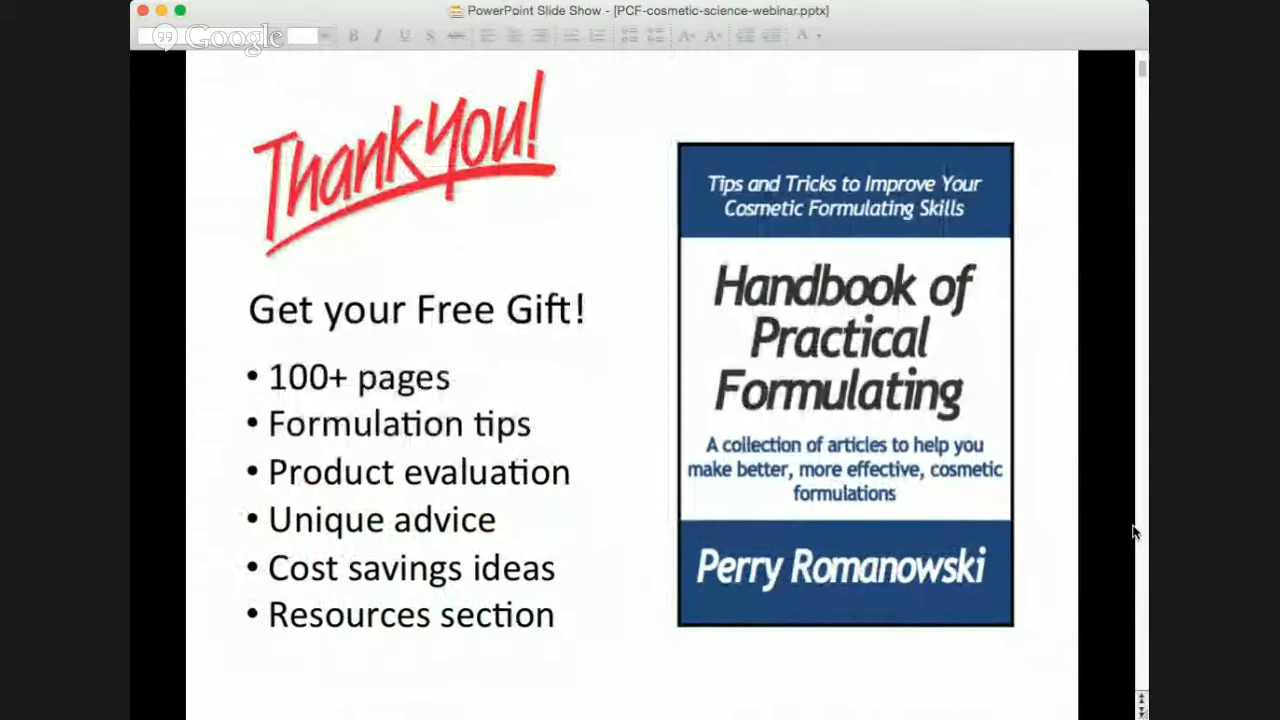 PowerPoint Slide Show - [PCF-cosmetic-science-webinar.pptx]
Google
B I U S ABC
A
Thank You!
Get your Free Gift!
• 100+ pages
• Formulation tips
• Product evaluation
• Unique advice
• Cost savings ideas
• Resources section
Tips and Tricks to Improve Your
Cosmetic Formulating Skills
Handbook of
Practical
Formulating
A collection of articles to help you
make better, more effective, cosmetic
formulations
Perry Romanowski